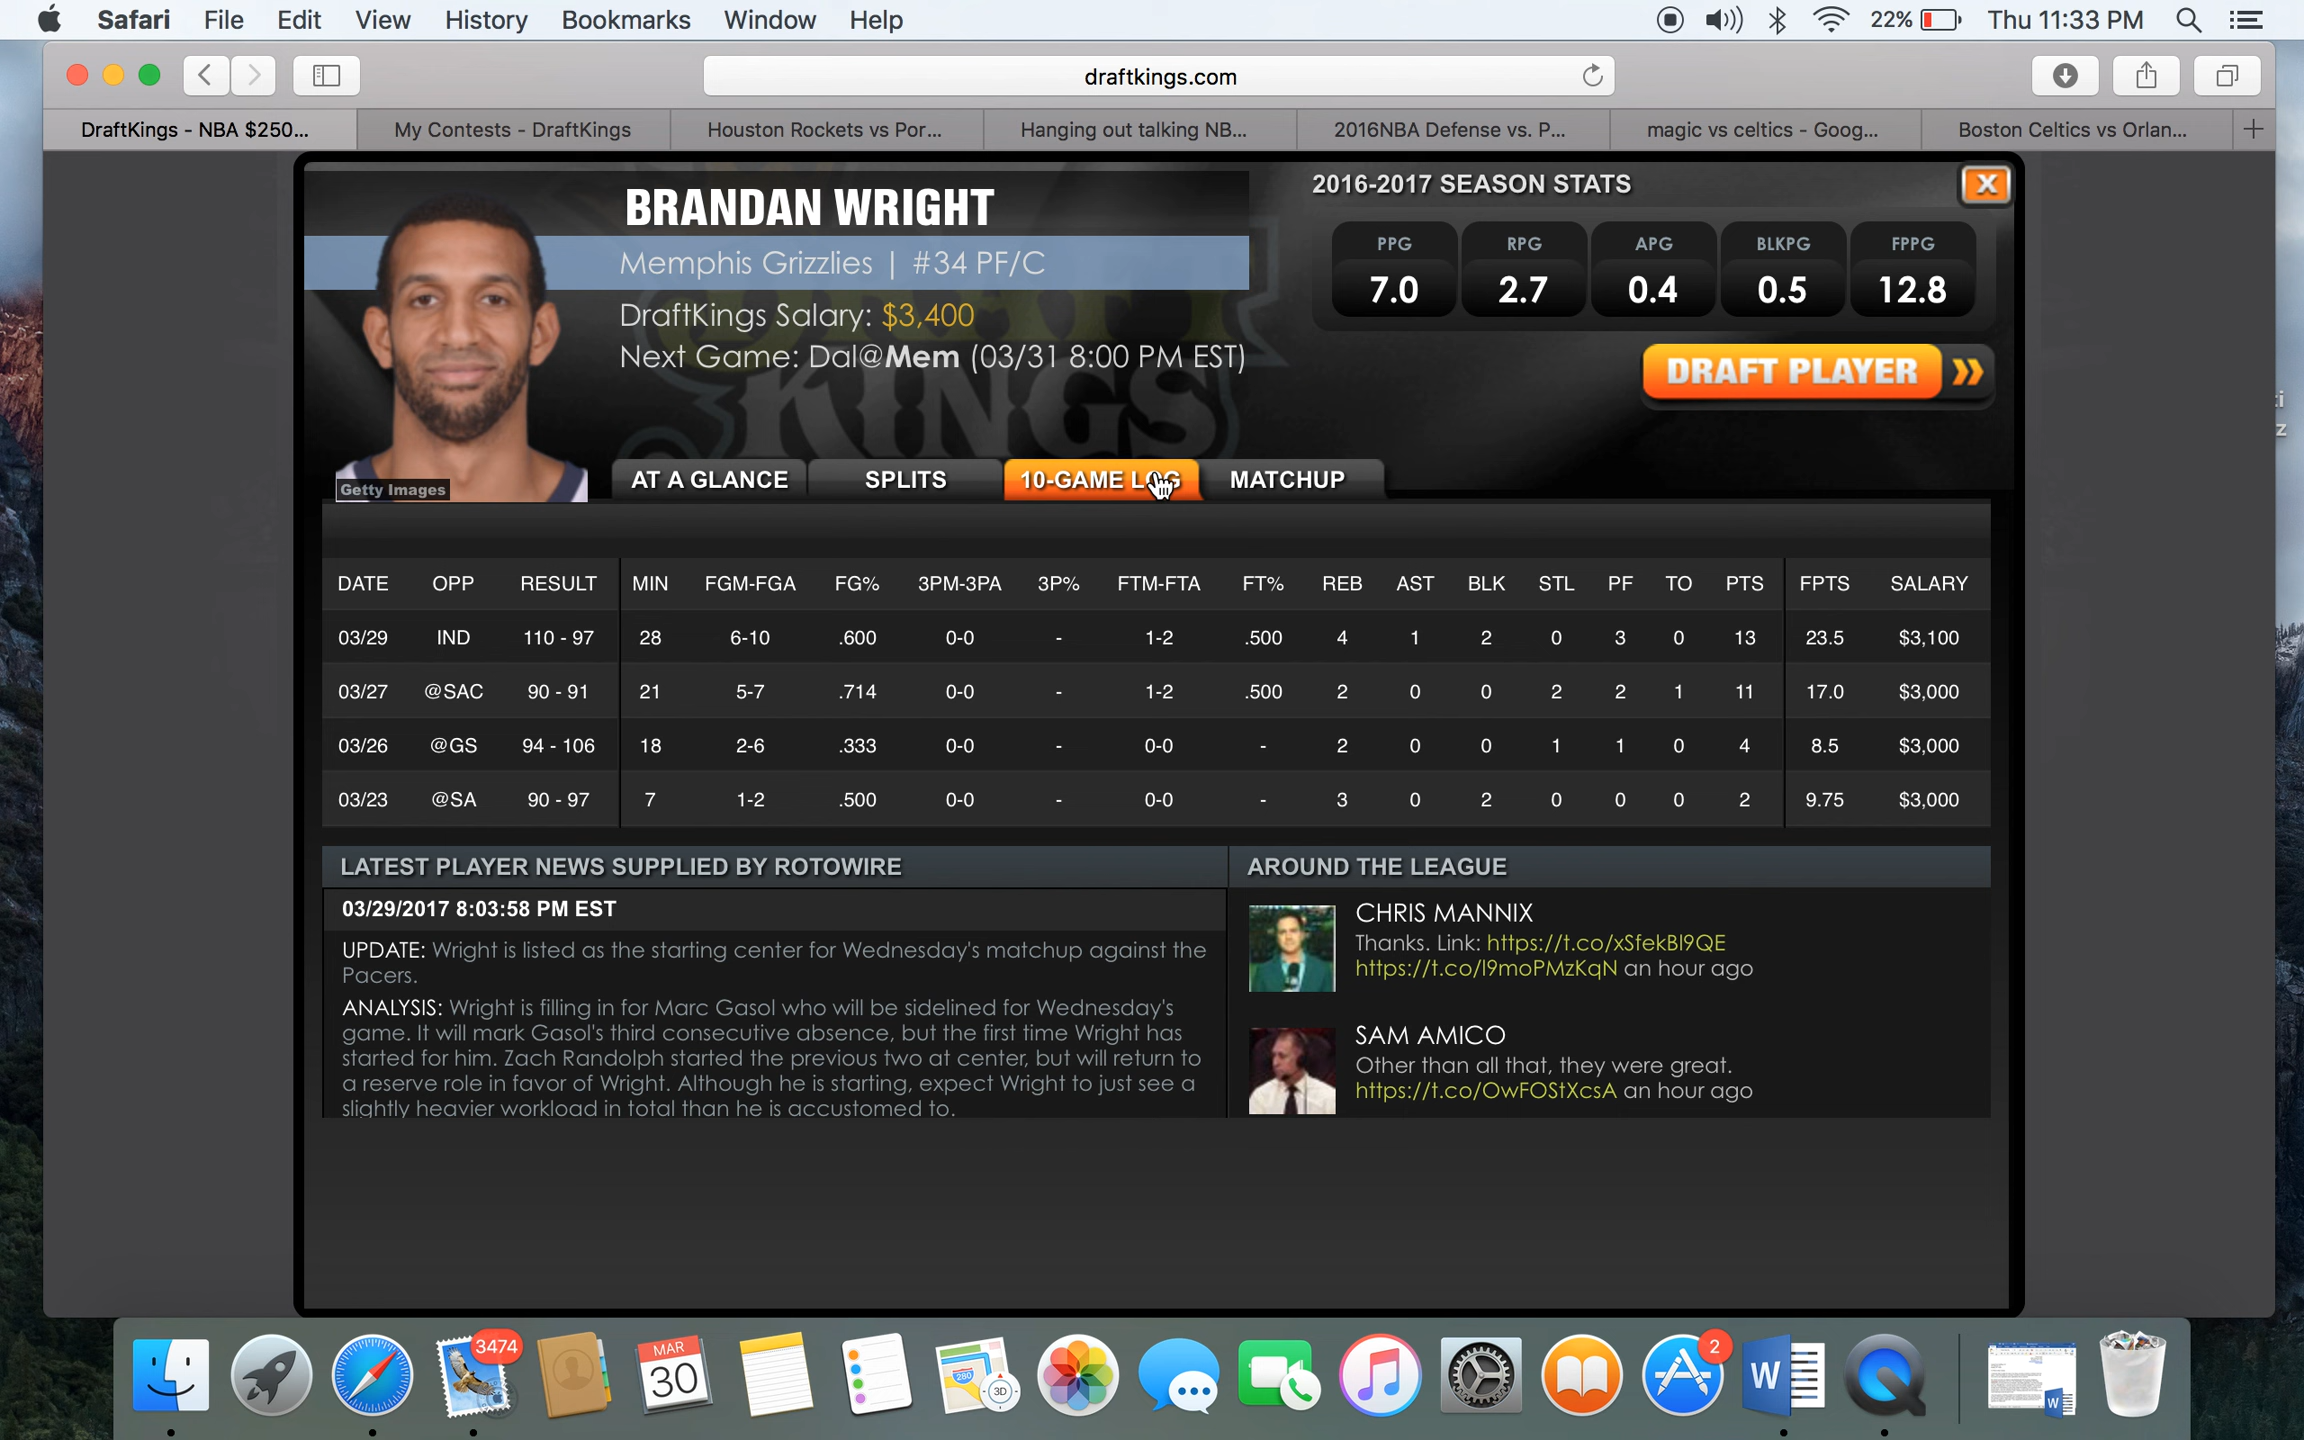 Safari File Edit View History Bookmarks Window Help 22% Thu 11:33 PM
draftkings.com
DraftKings - NBA $250... My Contests - DraftKings Houston Rockets vs Por... Hanging out talking NB... 2016NBA Defense vs. P... magic vs celtics - Goog... Boston Celtics vs Orlan...
BRANDAN WRIGHT
Memphis Grizzlies | #34 PF/C
DraftKings Salary: $3,400
Next Game: Dal@Mem (03/31 8:00 PM EST)
KINGS
Getty Images
2016-2017 SEASON STATS
X
PPG RPG APG BLKPG FPPG
7.0 2.7 0.4 0.5 12.8
DRAFT PLAYER
AT A GLANCE SPLITS 10-GAME LOG MATCHUP
DATE OPP RESULT MIN FGM-FGA FG% 3PM-3PA 3P% FTM-FTA FT% REB AST BLK STL PF TO PTS FPTS SALARY
03/29 IND 110 - 97 28 6-10 .600 0-0 - 1-2 .500 4 1 2 0 3 0 13 23.5 $3,100
03/27 @SAC 90 - 91 21 5-7 .714 0-0 - 1-2 .500 2 0 0 2 2 1 11 17.0 $3,000
03/26 @GS 94 - 106 18 2-6 .333 0-0 - 0-0 - 2 0 0 1 1 0 4 8.5 $3,000
03/23 @SA 90 - 97 7 1-2 .500 0-0 - 0-0 - 3 0 2 0 0 0 2 9.75 $3,000
LATEST PLAYER NEWS SUPPLIED BY ROTOWIRE
03/29/2017 8:03:58 PM EST
UPDATE: Wright is listed as the starting center for Wednesday's matchup against the
Pacers.
ANALYSIS: Wright is filling in for Marc Gasol who will be sidelined for Wednesday's
game. It will mark Gasol's third consecutive absence, but the first time Wright has
started for him. Zach Randolph started the previous two at center, but will return to
a reserve role in favor of Wright. Although he is starting, expect Wright to just see a
slightly heavier workload in total than he is accustomed to.
AROUND THE LEAGUE
CHRIS MANNIX
Thanks. Link: https://t.co/xSfekBl9QE
https://t.co/l9moPMzKqN an hour ago
SAM AMICO
Other than all that, they were great.
https://t.co/OwFOStXcsA an hour ago
3474
MAR
30
280
3D
2
W
W